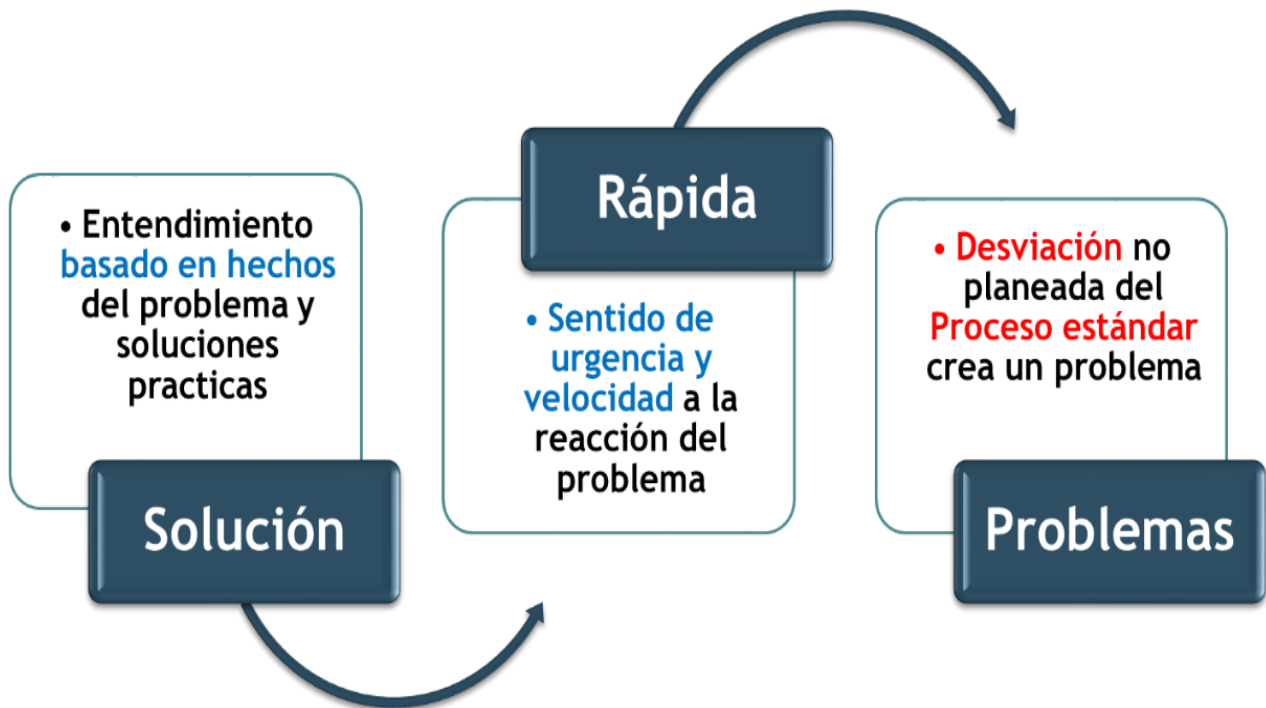 • Entendimiento
basado en hechos
del problema y
soluciones
practicas
Solución
Rápida
• Sentido de
urgencia y
velocidad a la
reacción del
problema
• Desviación no
planeada del
Proceso estándar
crea un problema
Problemas